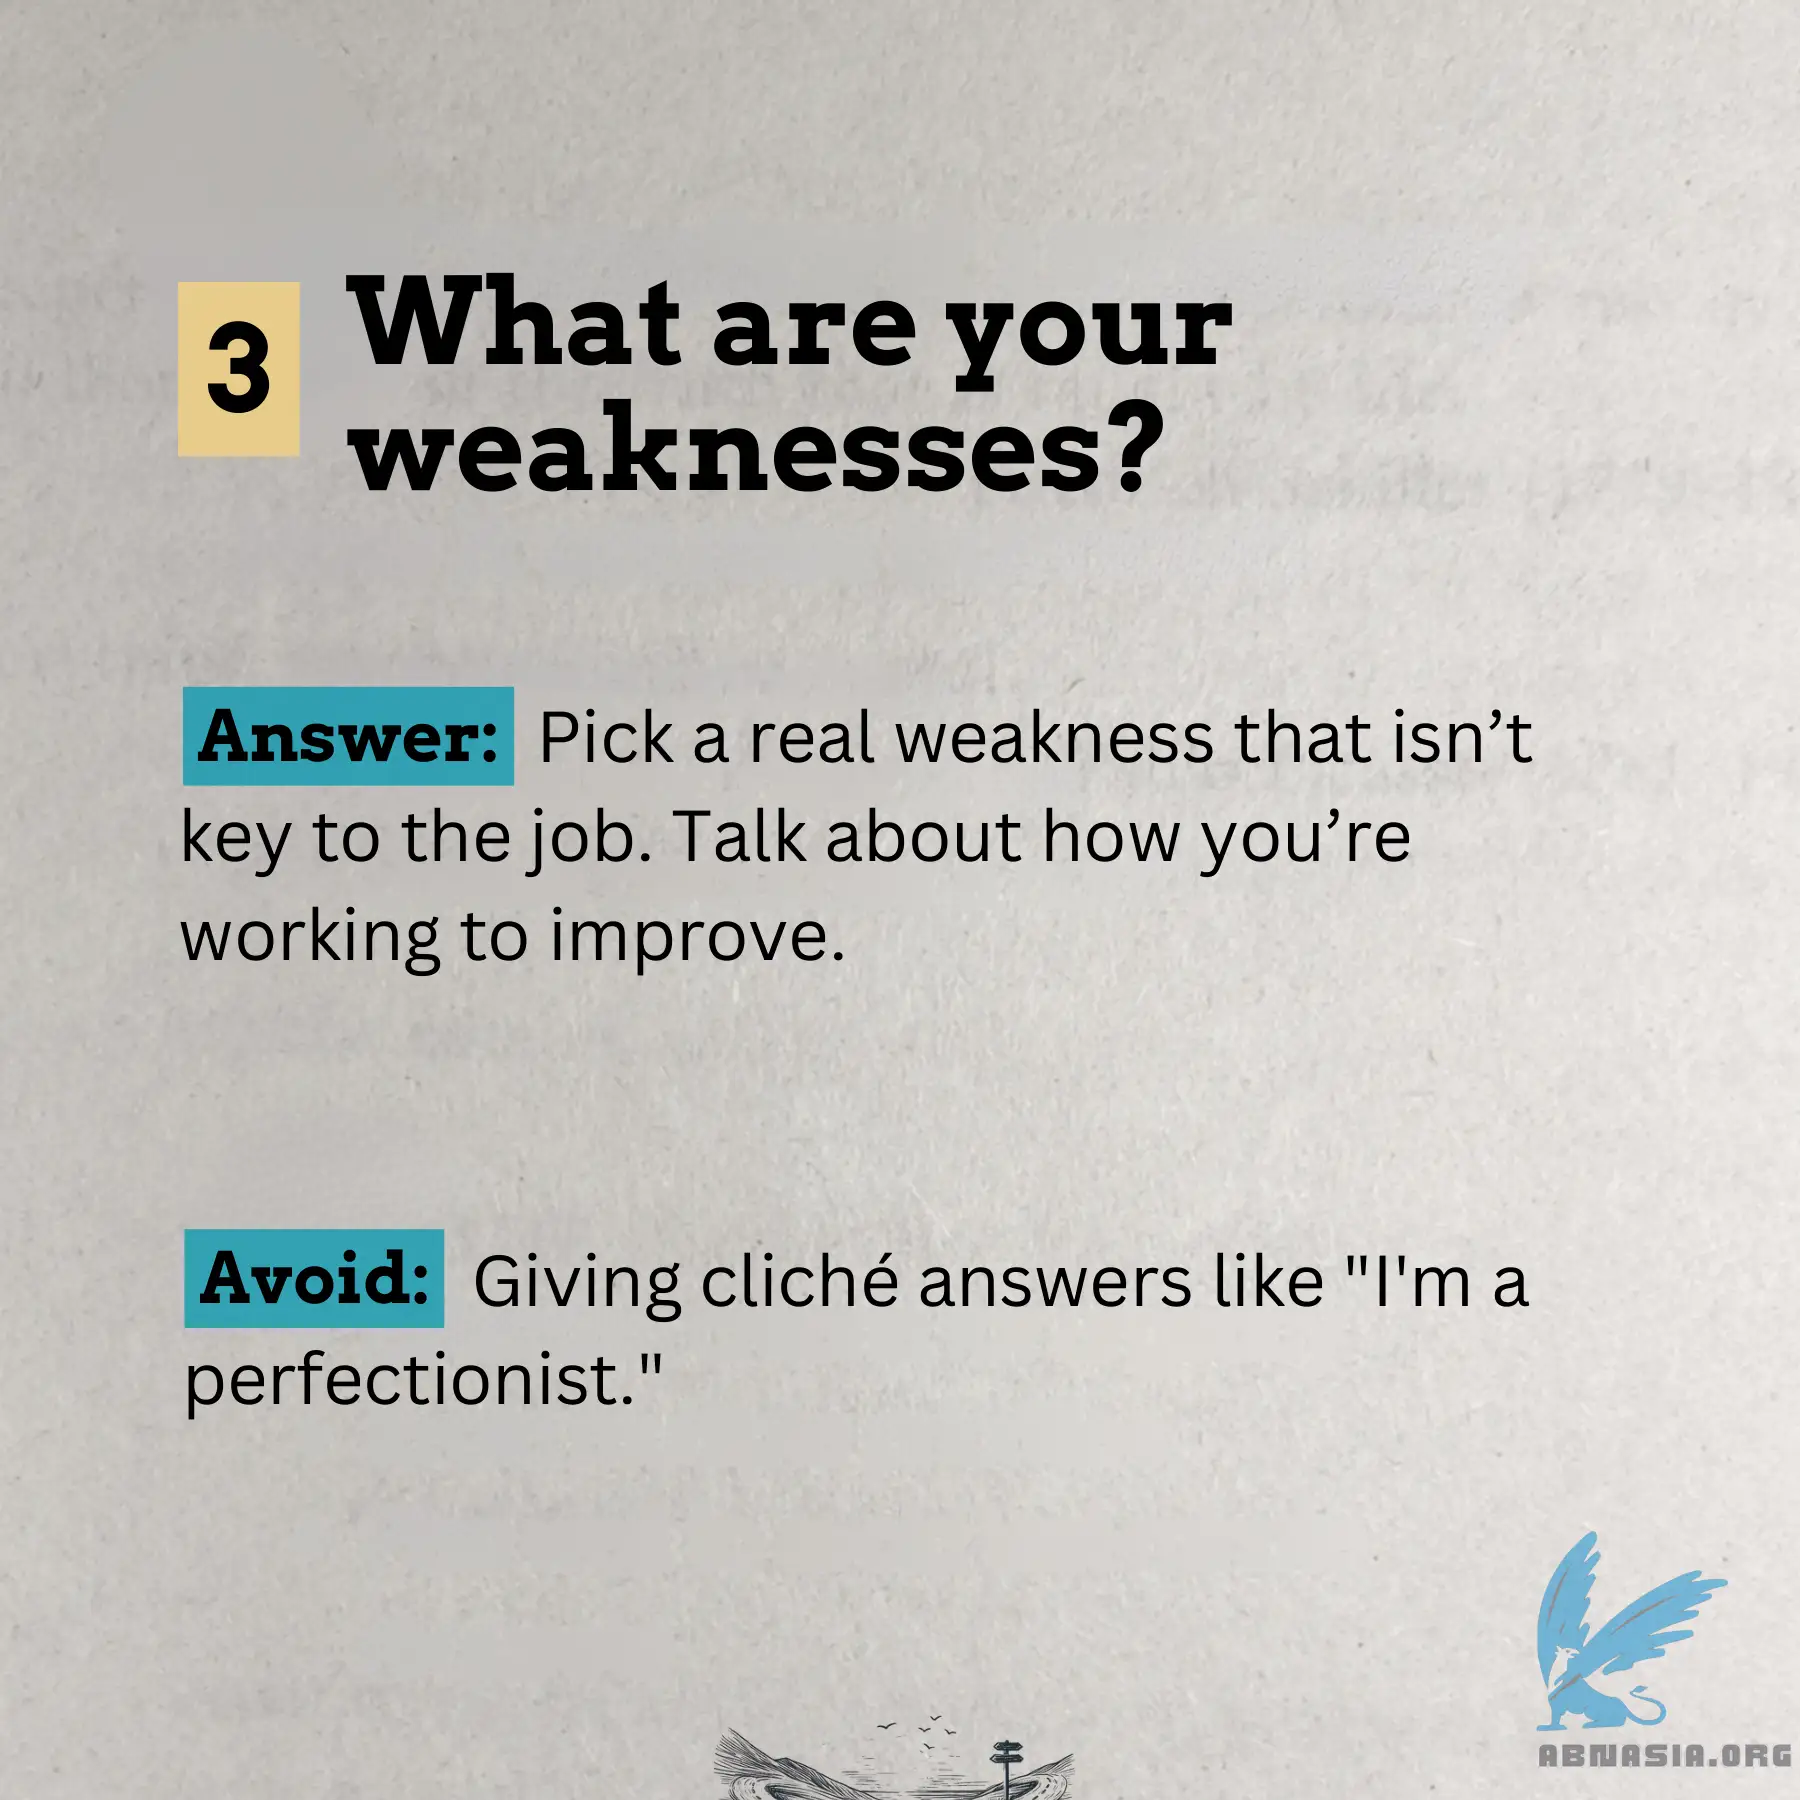 3
What are your
weaknesses?
Answer: Pick a real weakness that isn’t
key to the job. Talk about how you’re
working to improve.
Avoid: Giving cliché answers like "I'm a
perfectionist."
ABNASIA.ORG